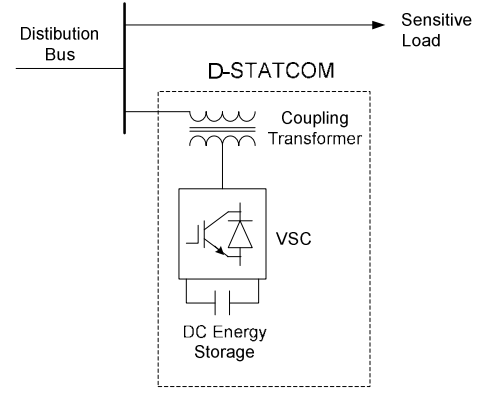 Distibution
Bus
Sensitive
Load
D-STATCOM
Coupling
Transformer
VSC
DC Energy
Storage